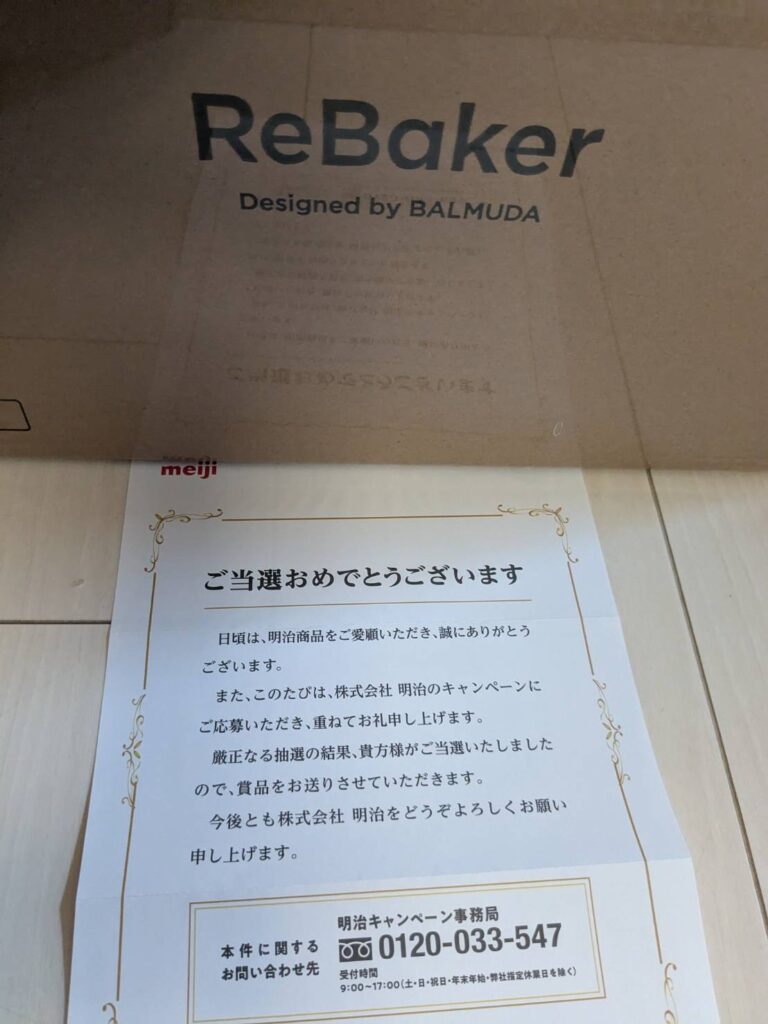 ReBaker
Designed by BALMUDA
meiji
ご当選おめでとうございます
日頃は、明治商品をご愛顧いただき、誠にありがとう
ございます。
また、このたびは、株式会社 明治のキャンペーンに
ご応募いただき、重ねてお礼申し上げます。
厳正なる抽選の結果、貴方様がご当選いたしました
ので、賞品をお送りさせていただきます。
今後とも株式会社 明治をどうぞよろしくお願い
申し上げます。
本件に関する
お問い合わせ先
明治キャンペーン事務局
0120-033-547
受付時間
9:00～17:00(土・日・祝日・年末年始・弊社指定休業日を除く)